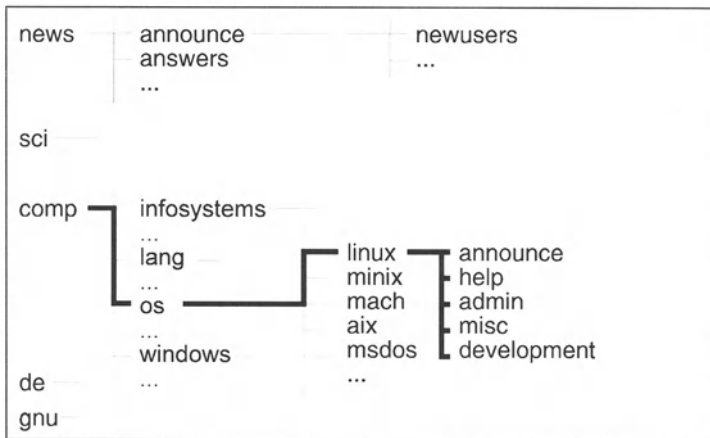 news announce newusers
answers ...
...
sci
comp infosystems
...
lang linux announce
... minix help
os mach admin
... aix misc
windows msdos development
de ... ...
gnu